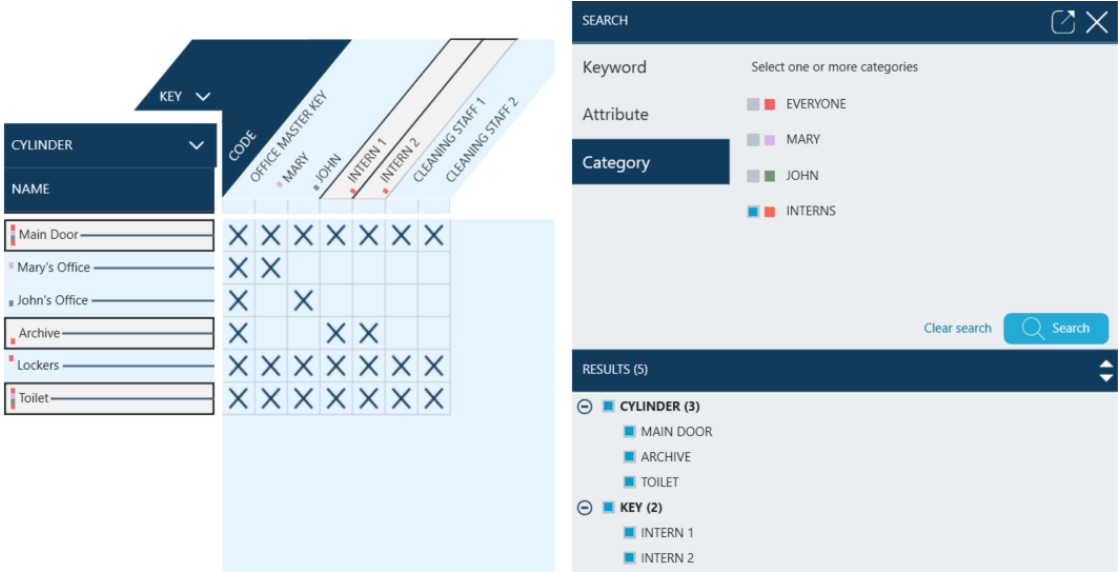 KEY
CYLINDER
NAME
CODE
OFFICE MASTER KEY
MARY
JOHN
INTERN 1
INTERN 2
CLEANING STAFF 1
CLEANING STAFF 2
Main Door
Mary's Office
John's Office
Archive
Lockers
Toilet
SEARCH
Keyword
Attribute
Category
Select one or more categories
EVERYONE
MARY
JOHN
INTERNS
Clear search
Search
RESULTS (5)
CYLINDER (3)
MAIN DOOR
ARCHIVE
TOILET
KEY (2)
INTERN 1
INTERN 2